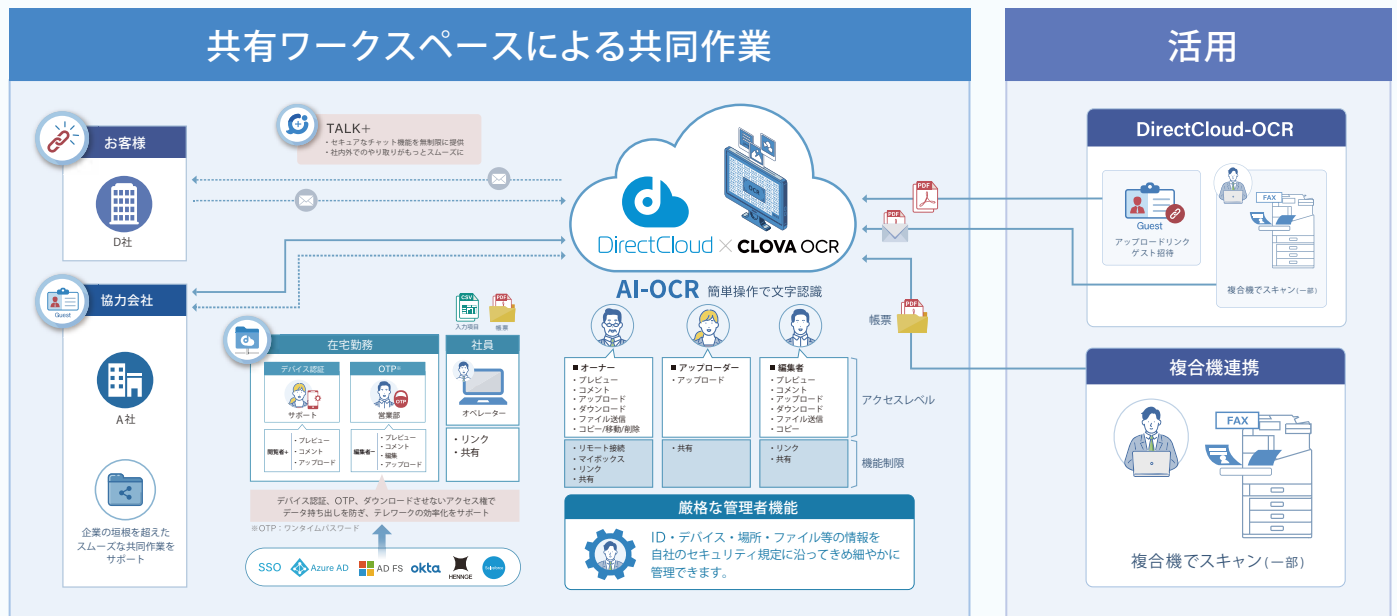 共有ワークスペースによる共同作業
お客様
D社
TALK+
・セキュアなチャット機能を無制限に提供
・社内外でのやり取りがもっとスムーズに
協力会社
Guest
A社
企業の垣根を超えた
スムーズな共同作業を
サポート
DirectCloud × CLOVA OCR
OCR
AI-OCR 簡単操作で文字認識
CSV
入力項目
PDF
帳票
在宅勤務
デバイス認証
サポート
閲覧者+
・プレビュー
・コメント
・アップロード
OTP※
OTP
営業部
編集者−
・プレビュー
・コメント
・編集
・アップロード
社員
オペレーター
・リンク
・共有
デバイス認証、OTP、ダウンロードさせないアクセス権で
データ持ち出しを防ぎ、テレワークの効率化をサポート
※OTP：ワンタイムパスワード
SSO
Azure AD
AD FS
okta
HENNGE
salesforce
■ オーナー
・プレビュー
・コメント
・アップロード
・ダウンロード
・ファイル送信
・コピー/移動/削除
・リモート接続
・マイボックス
・リンク
・共有
■ アップローダー
・アップロード
・共有
■ 編集者
・プレビュー
・コメント
・アップロード
・ダウンロード
・ファイル送信
・コピー
・リンク
・共有
アクセスレベル
機能制限
厳格な管理者機能
ID・デバイス・場所・ファイル等の情報を
自社のセキュリティ規定に沿ってきめ細やかに
管理できます。
PDF
PDF
帳票
PDF
活用
DirectCloud-OCR
Guest
アップロードリンク
ゲスト招待
FAX
複合機でスキャン(一部)
複合機連携
FAX
複合機でスキャン(一部)